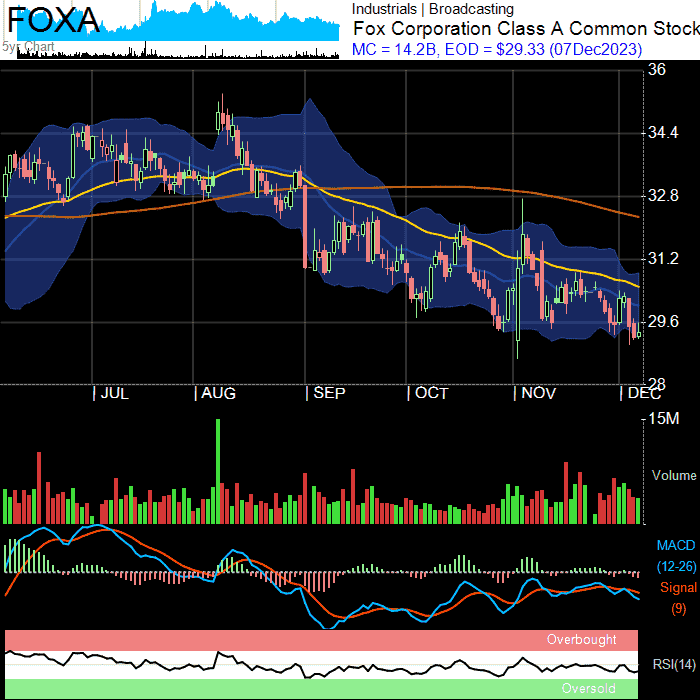 FOXA
Industrials | Broadcasting
Fox Corporation Class A Common Stock
5yr Chart
MC = 14.2B, EOD = $29.33 (07Dec2023)
36
34.4
32.8
31.2
29.6
28
| JUL | AUG | SEP | OCT | NOV | DEC
15M
Volume
MACD
(12-26)
Signal
(9)
Overbought
RSI(14)
Oversold